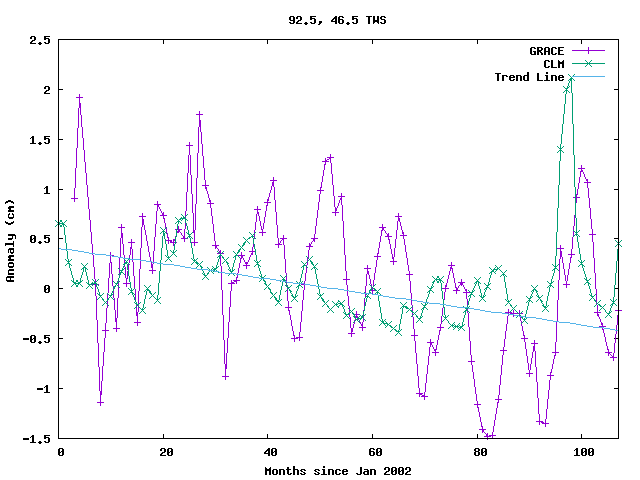 92.5, 46.5 TWS
GRACE
CLM
Trend Line
2.5
2
1.5
1
0.5
0
-0.5
-1
-1.5
Anomaly (cm)
0 20 40 60 80 100
Months since Jan 2002